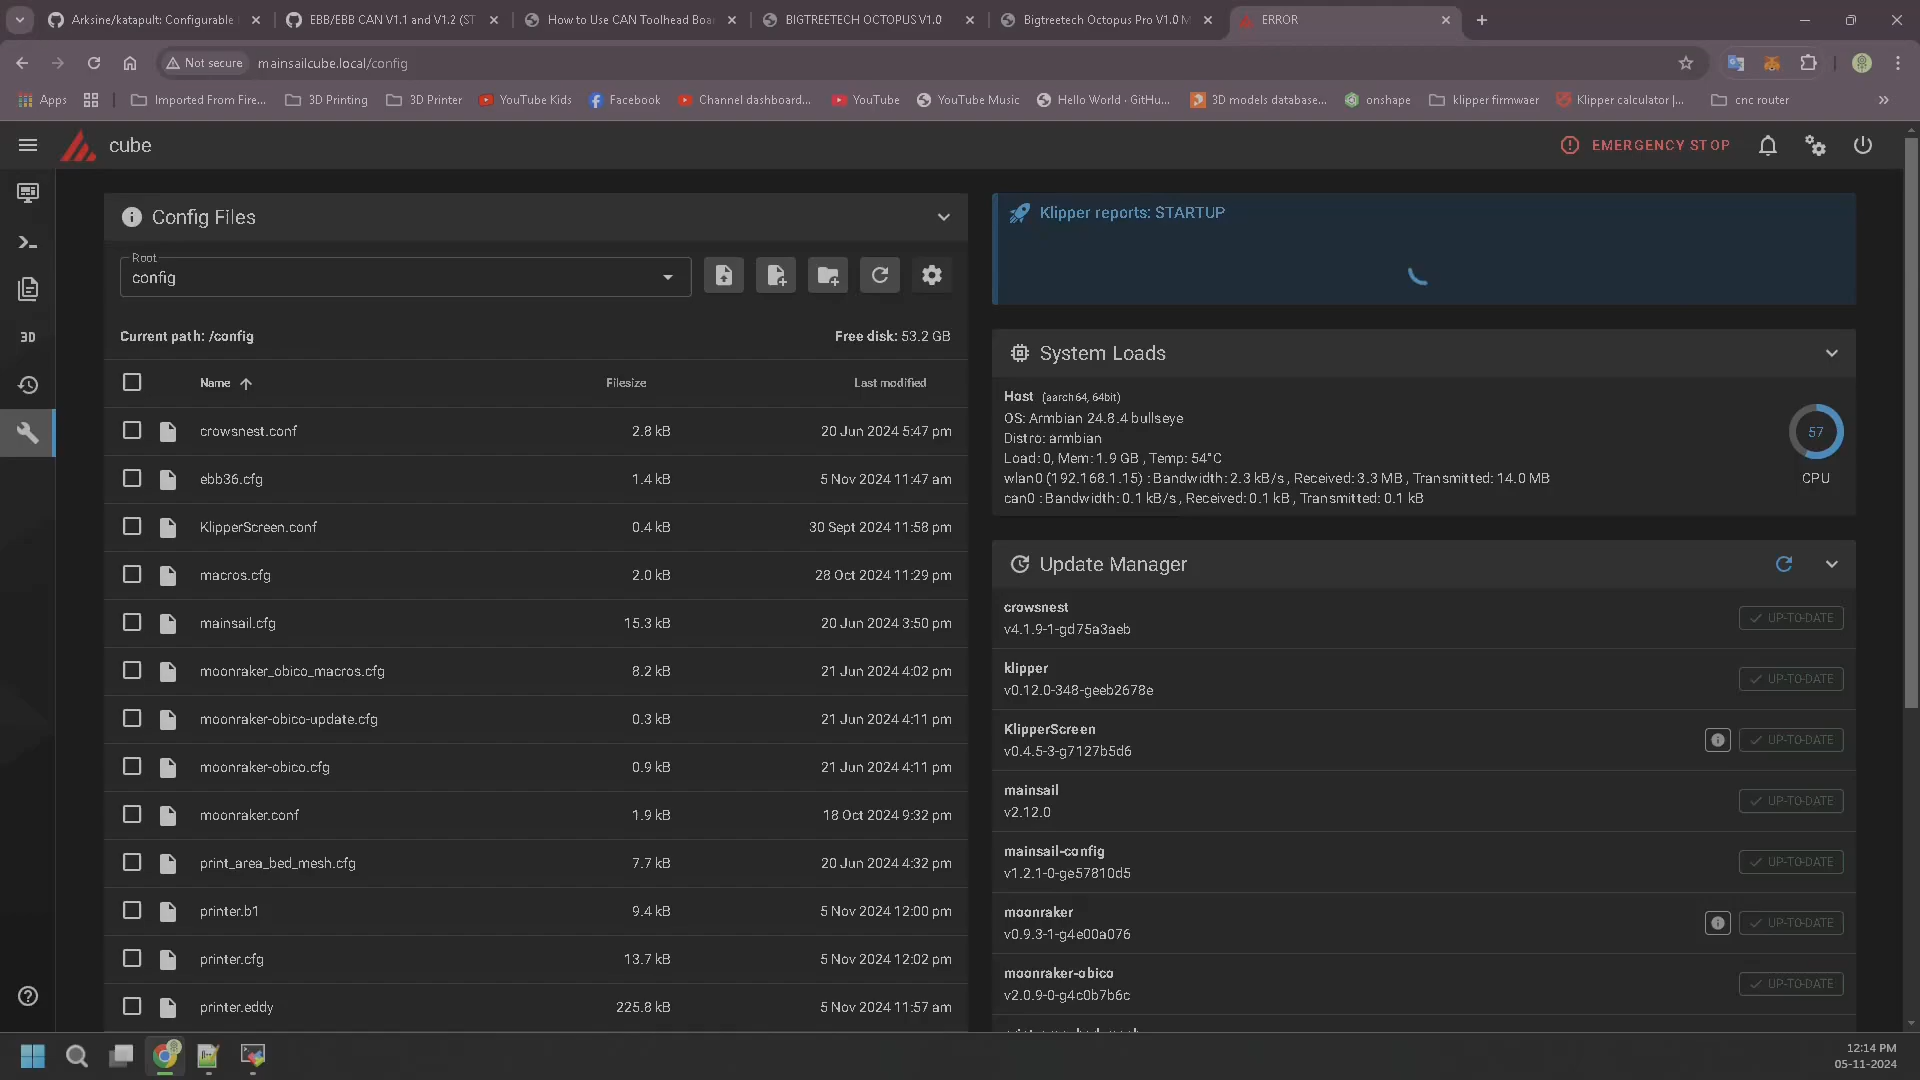 Arksine/katapult: Configurable
EBB/EBB CAN V1.1 and V1.2 (ST
How to Use CAN Toolhead Boa
BIGTREETECH OCTOPUS V1.0
Bigtreetech Octopus Pro V1.0 M
ERROR
Not secure
mainsailcube.local/config
Apps
Imported From Fire...
3D Printing
3D Printer
YouTube Kids
Facebook
Channel dashboard...
YouTube
YouTube Music
Hello World · GitHu...
3D models database...
onshape
klipper firmwaer
Klipper calculator |...
cnc router
cube
EMERGENCY STOP
Config Files
Root
config
Current path: /config
Free disk: 53.2 GB
Name Filesize Last modified
crowsnest.conf 2.8 kB 20 Jun 2024 5:47 pm
ebb36.cfg 1.4 kB 5 Nov 2024 11:47 am
KlipperScreen.conf 0.4 kB 30 Sept 2024 11:58 pm
macros.cfg 2.0 kB 28 Oct 2024 11:29 pm
mainsail.cfg 15.3 kB 20 Jun 2024 3:50 pm
moonraker_obico_macros.cfg 8.2 kB 21 Jun 2024 4:02 pm
moonraker-obico-update.cfg 0.3 kB 21 Jun 2024 4:11 pm
moonraker-obico.cfg 0.9 kB 21 Jun 2024 4:11 pm
moonraker.conf 1.9 kB 18 Oct 2024 9:32 pm
print_area_bed_mesh.cfg 7.7 kB 20 Jun 2024 4:32 pm
printer.b1 9.4 kB 5 Nov 2024 12:00 pm
printer.cfg 13.7 kB 5 Nov 2024 12:02 pm
printer.eddy 225.8 kB 5 Nov 2024 11:57 am
3D
Klipper reports: STARTUP
System Loads
Host (aarch64, 64bit)
OS: Armbian 24.8.4 bullseye
Distro: armbian
Load: 0, Mem: 1.9 GB , Temp: 54°C
wlan0 (192.168.1.15) : Bandwidth: 2.3 kB/s , Received: 3.3 MB , Transmitted: 14.0 MB
can0 : Bandwidth: 0.1 kB/s , Received: 0.1 kB , Transmitted: 0.1 kB
57
CPU
Update Manager
crowsnest
v4.1.9-1-gd75a3aeb
UP-TO-DATE
klipper
v0.12.0-348-geeb2678e
UP-TO-DATE
KlipperScreen
v0.4.5-3-g7127b5d6
UP-TO-DATE
mainsail
v2.12.0
UP-TO-DATE
mainsail-config
v1.2.1-0-ge57810d5
UP-TO-DATE
moonraker
v0.9.3-1-g4e00a076
UP-TO-DATE
moonraker-obico
v2.0.9-0-g4c0b7b6c
UP-TO-DATE
12:14 PM
05-11-2024